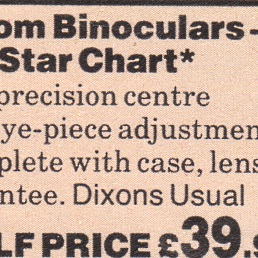 om Binoculars -
Star Chart*
precision centre
ye-piece adjustmen
plete with case, lens
ntee. Dixons Usual
LF PRICE £39.9